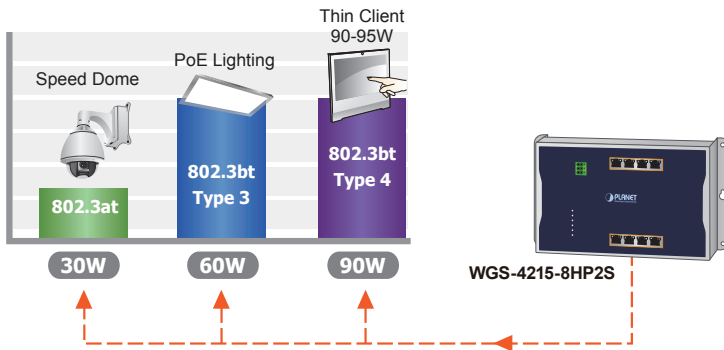 Thin Client
90-95W
PoE Lighting
Speed Dome
802.3at
802.3bt
Type 3
802.3bt
Type 4
30W
60W
90W
PLANET
WGS-4215-8HP2S